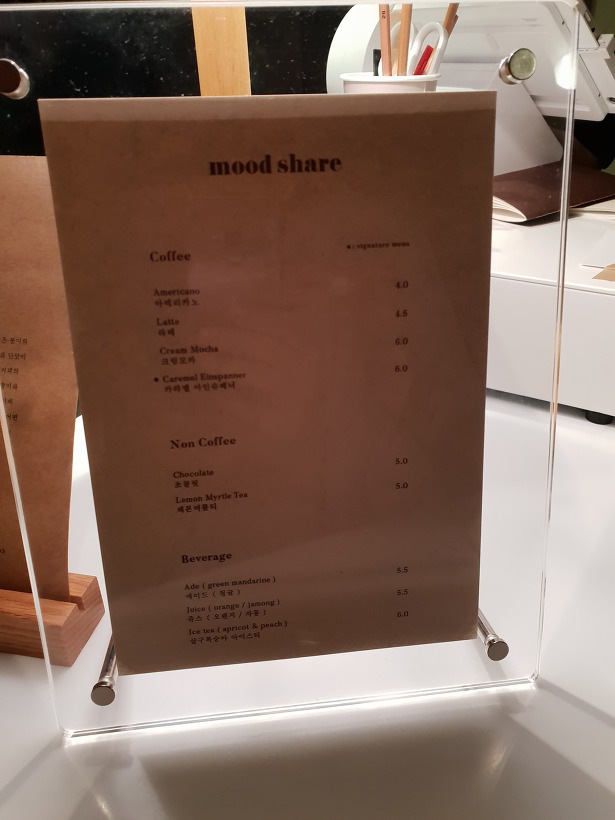 mood share
Coffee
● : signature menu
Americano 4.0
아메리카노
Latte 4.5
라떼
Cream Mocha 6.0
크림모카
● Caramel Einspanner 6.0
카라멜 아인슈페너
Non Coffee
Chocolate 5.0
초콜릿
Lemon Myrtle Tea 5.0
레몬머틀티
Beverage
Ade ( green mandarine ) 5.5
에이드 ( 청귤 )
Juice ( orange / jamong ) 5.5
쥬스 ( 오렌지 / 자몽 )
Ice tea ( apricot & peach ) 6.0
살구복숭아 아이스티